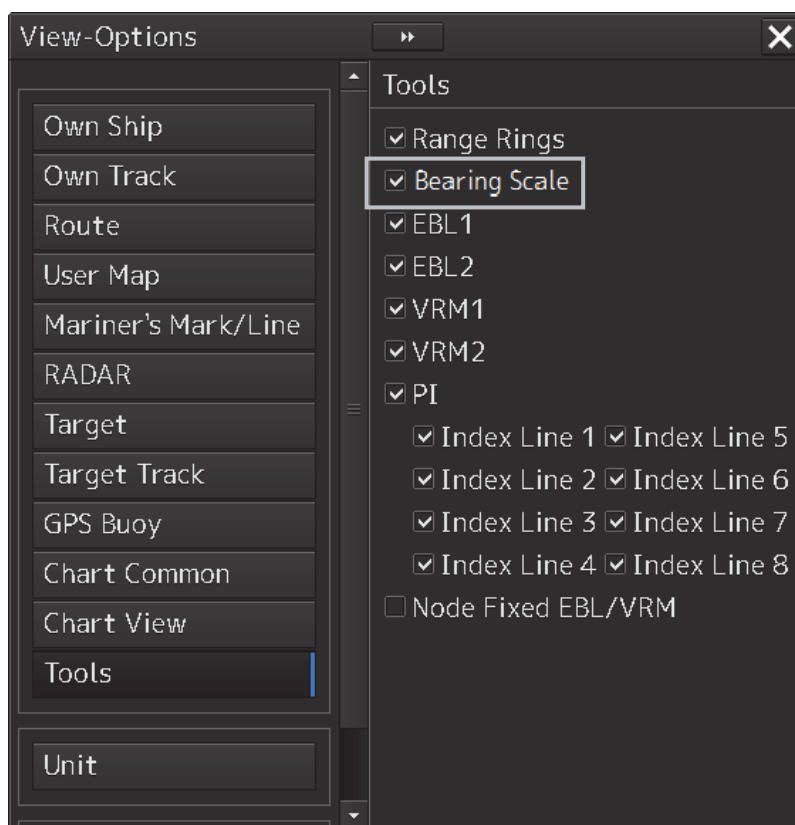 View-Options
Own Ship
Own Track
Route
User Map
Mariner's Mark/Line
RADAR
Target
Target Track
GPS Buoy
Chart Common
Chart View
Tools
Unit
Tools
Range Rings
Bearing Scale
EBL1
EBL2
VRM1
VRM2
PI
Index Line 1 Index Line 5
Index Line 2 Index Line 6
Index Line 3 Index Line 7
Index Line 4 Index Line 8
Node Fixed EBL/VRM